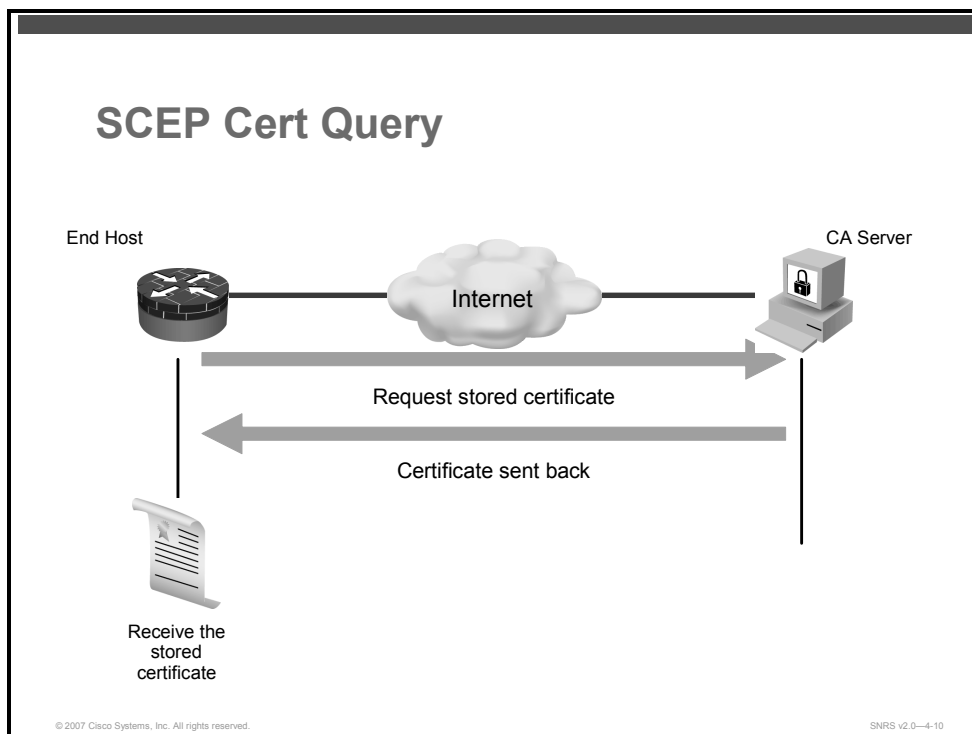 SCEP Cert Query
End Host
CA Server
Internet
Request stored certificate
Certificate sent back
Receive the
stored
certificate
© 2007 Cisco Systems, Inc. All rights reserved.
SNRS v2.0—4-10